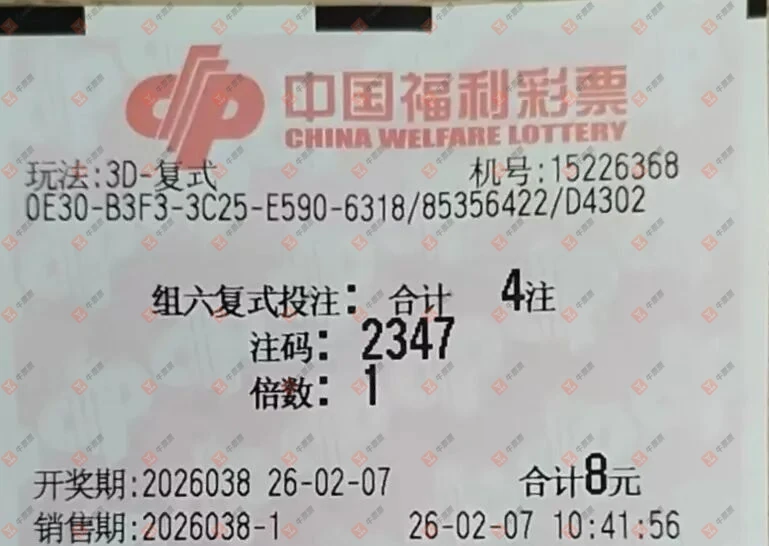 中国福利彩票
CHINA WELFARE LOTTERY
玩法:3D-复式 机号:15226368
0E30-B3F3-3C25-E590-6318/85356422/D4302
组六复式投注: 合计 4注
注码: 2347
倍数: 1
开奖期:2026038 26-02-07 合计8元
销售期:2026038-1 26-02-07 10:41:56